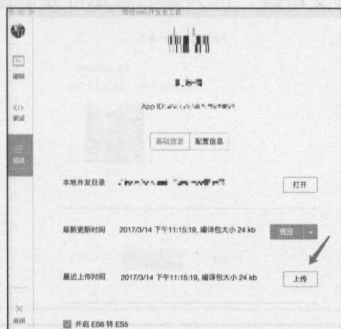 微信web开发者工具
编辑
</> 调试
项目
App ID:
基础信息 配置信息
本地开发目录 打开
最新更新时间 2017/3/14 下午11:15:19, 编译包大小 24 kb 预览
最近上传时间 2017/3/14 下午11:15:19, 编译包大小 24 kb 上传
关闭
开启 ES6 转 ES5